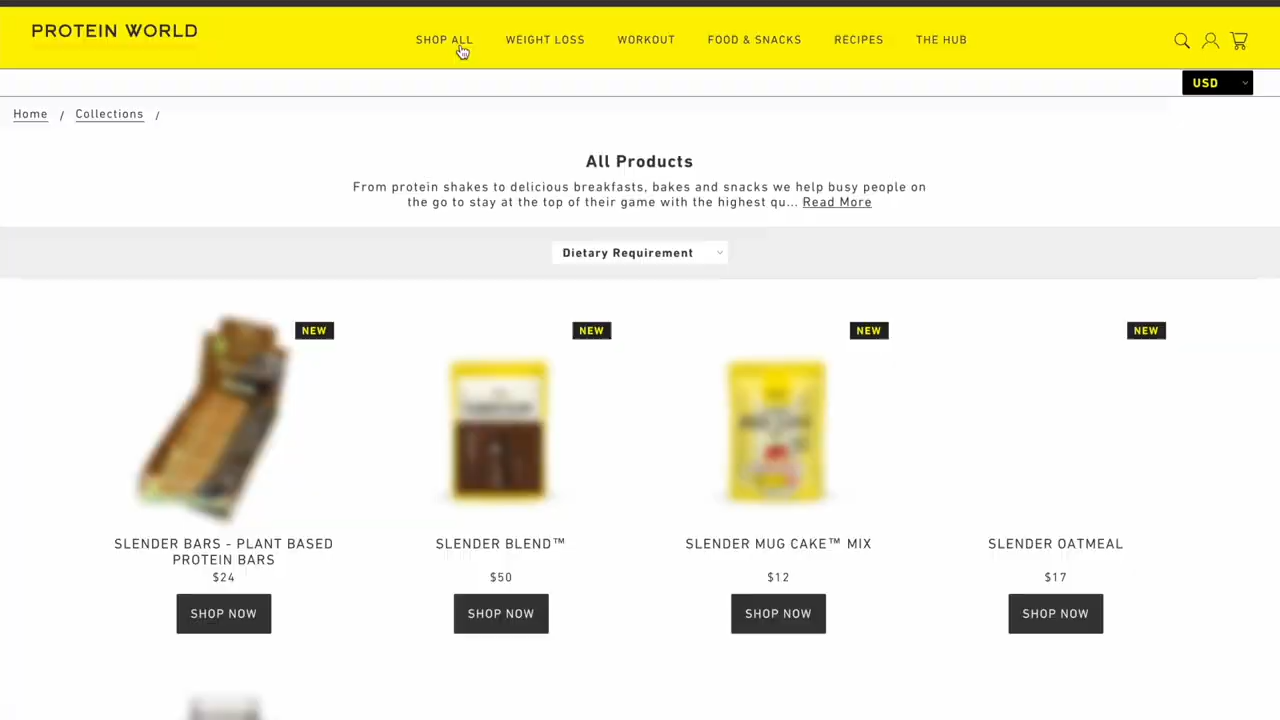 PROTEIN WORLD
SHOP ALL
WEIGHT LOSS
WORKOUT
FOOD & SNACKS
RECIPES
THE HUB
USD
Home / Collections /
All Products
From protein shakes to delicious breakfasts, bakes and snacks we help busy people on
the go to stay at the top of their game with the highest qu... Read More
Dietary Requirement
NEW
NEW
NEW
NEW
SLENDER BARS - PLANT BASED
PROTEIN BARS
$24
SHOP NOW
SLENDER BLEND™
$50
SHOP NOW
SLENDER MUG CAKE™ MIX
$12
SHOP NOW
SLENDER OATMEAL
$17
SHOP NOW